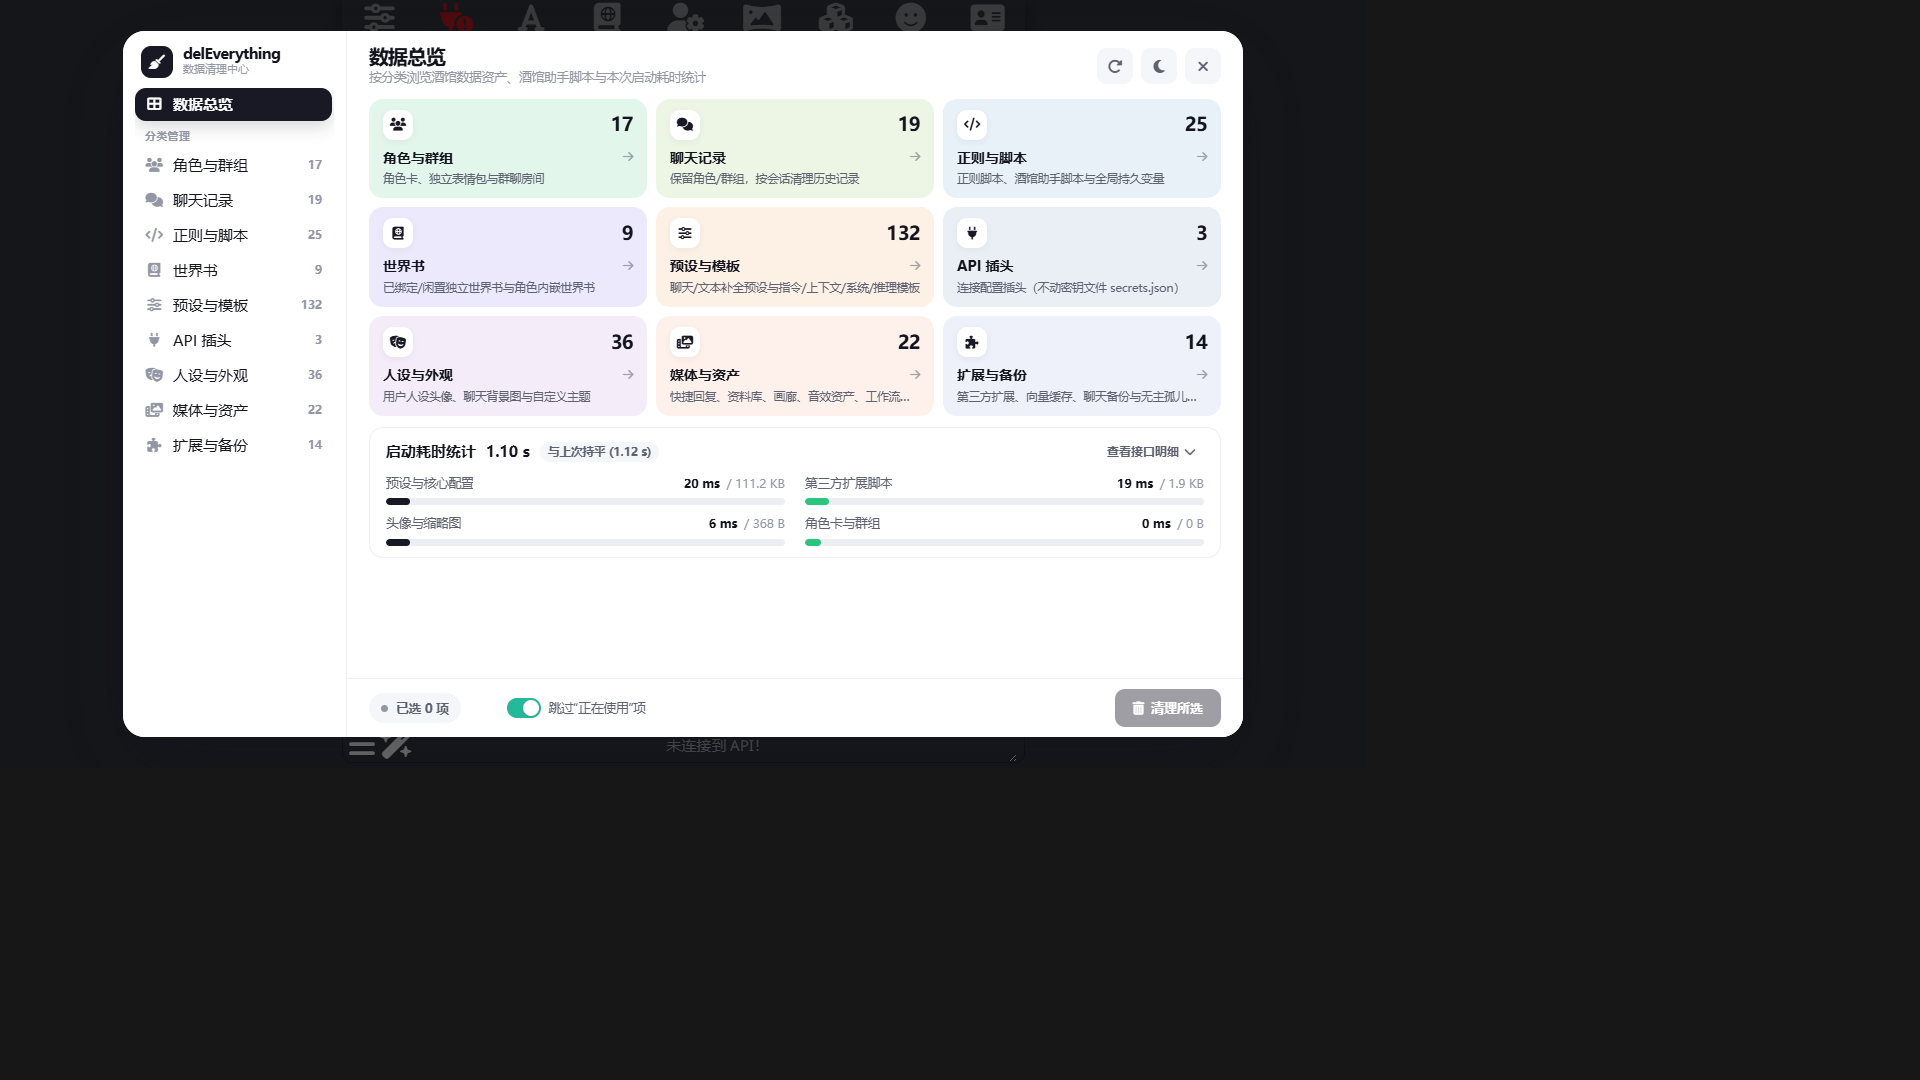 delEverything
数据清理中心
数据总览
分类管理
角色与群组 17
聊天记录 19
正则与脚本 25
世界书 9
预设与模板 132
API 插头 3
人设与外观 36
媒体与资产 22
扩展与备份 14
数据总览
按分类浏览酒馆数据资产、酒馆助手脚本与本次启动耗时统计
17
角色与群组
角色卡、独立表情包与群聊房间
19
聊天记录
保留角色/群组，按会话清理历史记录
25
正则与脚本
正则脚本、酒馆助手脚本与全局持久变量
9
世界书
已绑定/闲置独立世界书与角色内嵌世界书
132
预设与模板
聊天/文本补全预设与指令/上下文/系统/推理模板
3
API 插头
连接配置插头（不动密钥文件 secrets.json）
36
人设与外观
用户人设头像、聊天背景图与自定义主题
22
媒体与资产
快捷回复、资料库、画廊、音效资产、工作流...
14
扩展与备份
第三方扩展、向量缓存、聊天备份与无主孤儿...
启动耗时统计 1.10 s 与上次持平 (1.12 s) 查看接口明细
预设与核心配置 20 ms / 111.2 KB
第三方扩展脚本 19 ms / 1.9 KB
头像与缩略图 6 ms / 368 B
角色卡与群组 0 ms / 0 B
已选 0 项
跳过“正在使用”项
清理所选
未连接到 API！